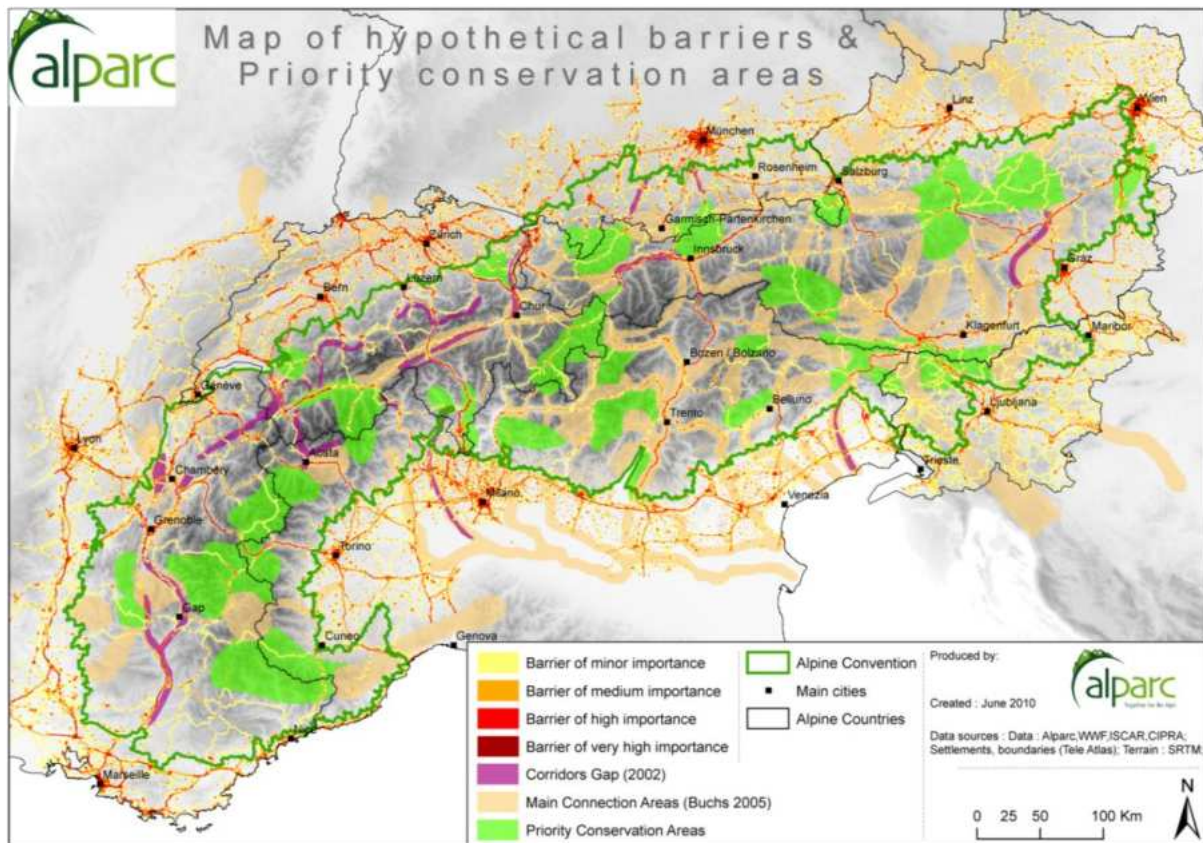 alparc
Map of hypothetical barriers &
Priority conservation areas
Linz
Wien
München
Rosenheim
Salzburg
Garmisch-Partenkirchen
Zürich
Innsbruck
Graz
Luzern
Bern
Chur
Klagenfurt
Maribor
Bozen / Bolzano
Genève
Belluno
Ljubljana
Trento
Lyon
Aosta
Trieste
Chambéry
Milano
Venezia
Grenoble
Torino
Gap
Cuneo
Genova
Marseille
Barrier of minor importance
Barrier of medium importance
Barrier of high importance
Barrier of very high importance
Corridors Gap (2002)
Main Connection Areas (Buchs 2005)
Priority Conservation Areas
Alpine Convention
Main cities
Alpine Countries
Produced by:
alparc
Created : June 2010
Data sources : Data : Alparc,WWF,ISCAR,CIPRA;
Settlements, boundaries (Tele Atlas); Terrain : SRTM;
N
0 25 50 100 Km